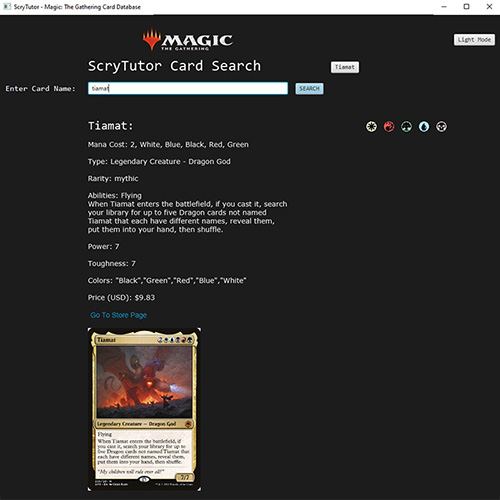 ScryTutor - Magic: The Gathering Card Database
MAGIC
THE GATHERING
Light Mode
ScryTutor Card Search
Tiamat
Enter Card Name:
tiamat
SEARCH
Tiamat:
Mana Cost: 2, White, Blue, Black, Red, Green
Type: Legendary Creature - Dragon God
Rarity: mythic
Abilities: Flying
When Tiamat enters the battlefield, if you cast it, search
your library for up to five Dragon cards not named
Tiamat that each have different names, reveal them,
put them into your hand, then shuffle.
Power: 7
Toughness: 7
Colors: "Black","Green","Red","Blue","White"
Price (USD): $9.83
Go To Store Page
Tiamat
2
Legendary Creature — Dragon God
Flying
When Tiamat enters the battlefield, if
you cast it, search your library for up to
five Dragon cards not named Tiamat that
each have different names, reveal them,
put them into your hand, then shuffle.
"My children will rule over all!"
7/7